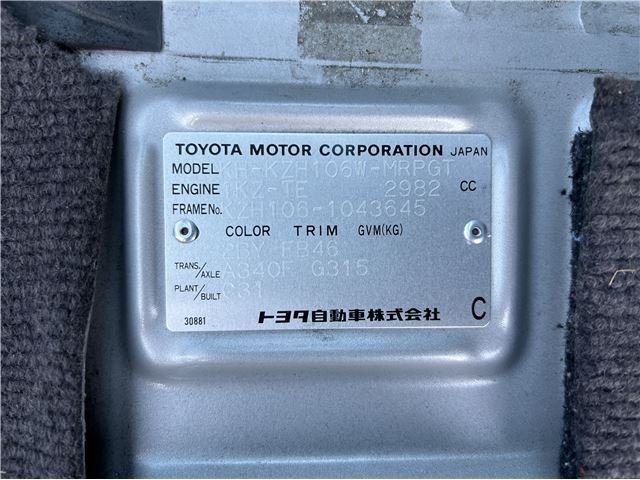 TOYOTA MOTOR CORPORATION JAPAN
MODEL KH-KZH106W-MRPGT
ENGINE 1KZ-TE 2982 CC
FRAME No. KZH106-1043645
COLOR TRIM GVM(KG)
FB46
TRANS./AXLE A340F G315
PLANT/BUILT C31
30881 トヨタ自動車株式会社 C